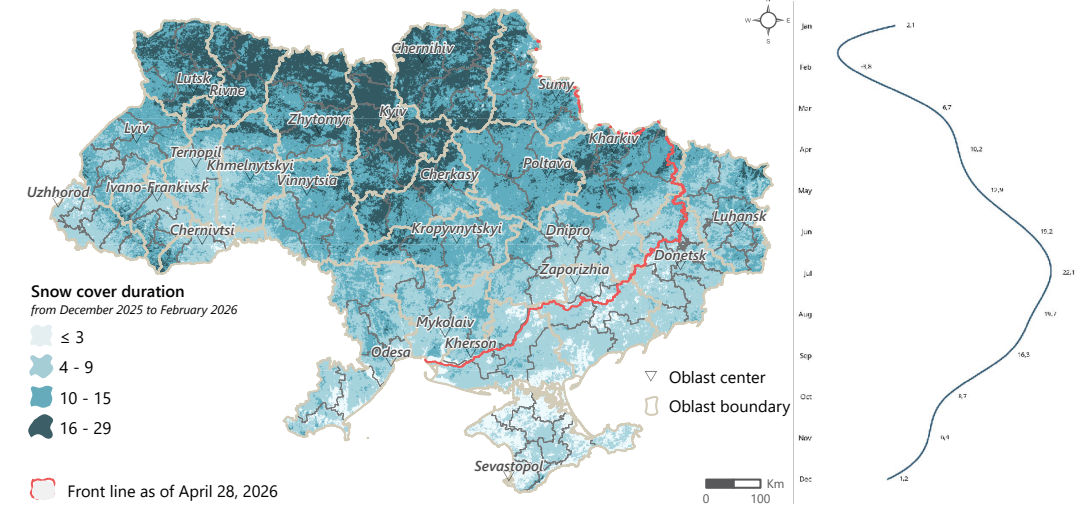 Chernihiv
Lutsk
Rivne
Sumy
Zhytomyr
Kyiv
Lviv
Kharkiv
Ternopil
Khmelnytskyi
Poltava
Vinnytsia
Cherkasy
Uzhhorod
Ivano-Frankivsk
Luhansk
Chernivtsi
Kropyvnytskyi
Dnipro
Donetsk
Zaporizhia
Mykolaiv
Kherson
Odesa
Sevastopol
Snow cover duration
from December 2025 to February 2026
≤ 3
4 - 9
10 - 15
16 - 29
Front line as of April 28, 2026
Oblast center
Oblast boundary
Km
0 100
W E
S
Jan 2,1
Feb -3,8
Mar 6,7
Apr 10,2
May 12,9
Jun 19,2
Jul 22,1
Aug 19,7
Sep 16,3
Oct 8,7
Nov
Dec 1,2